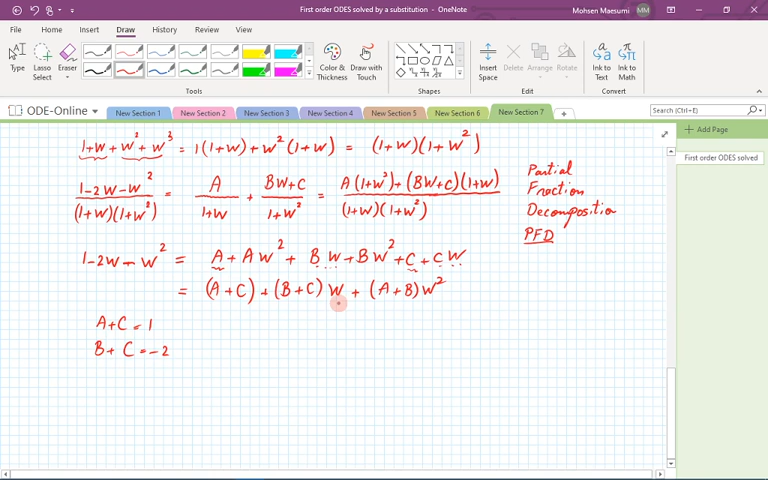 First order ODES solved by a substitution - OneNote
Mohsen Maesumi MM
File Home Insert Draw History Review View
Type Lasso Select Eraser Color & Thickness Draw with Touch Insert Space Delete Arrange Rotate Ink to Text Ink to Math
Tools Shapes Edit Convert
ODE-Online New Section 1 New Section 2 New Section 3 New Section 4 New Section 5 New Section 6 New Section 7 Search (Ctrl+E)
Add Page
First order ODES solved
1+w+w²+w³ = 1(1+w)+w²(1+w) = (1+w)(1+w²)
(1-2w-w²)/((1+w)(1+w²)) = A/(1+w) + (Bw+C)/(1+w²) = (A(1+w²)+(Bw+C)(1+w))/((1+w)(1+w²))
Partial
Fraction
Decomposition
PFD
1-2w-w² = A+Aw²+Bw+Bw²+C+Cw
= (A+C)+(B+C)w+(A+B)w²
A+C=1
B+C=-2